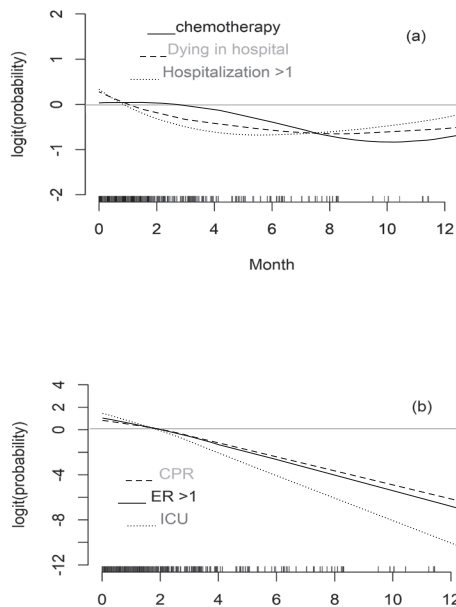 2
(a)
chemotherapy
Dying in hospital
Hospitalization >1
1
0
-1
-2
logit(probability)
0 2 4 6 8 10 12
Month
4
(b)
2
0
-4
-8
-12
logit(probability)
CPR
ER >1
ICU
0 2 4 6 8 10 12